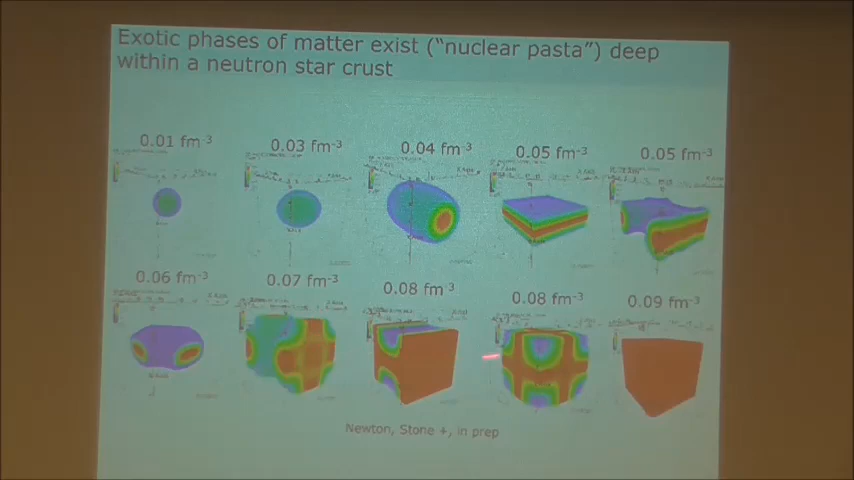 Exotic phases of matter exist (“nuclear pasta”) deep
within a neutron star crust
0.01 fm⁻³
0.03 fm⁻³
0.04 fm⁻³
0.05 fm⁻³
0.05 fm⁻³
0.06 fm⁻³
0.07 fm⁻³
0.08 fm⁻³
0.08 fm⁻³
0.09 fm⁻³
Newton, Stone +, in prep